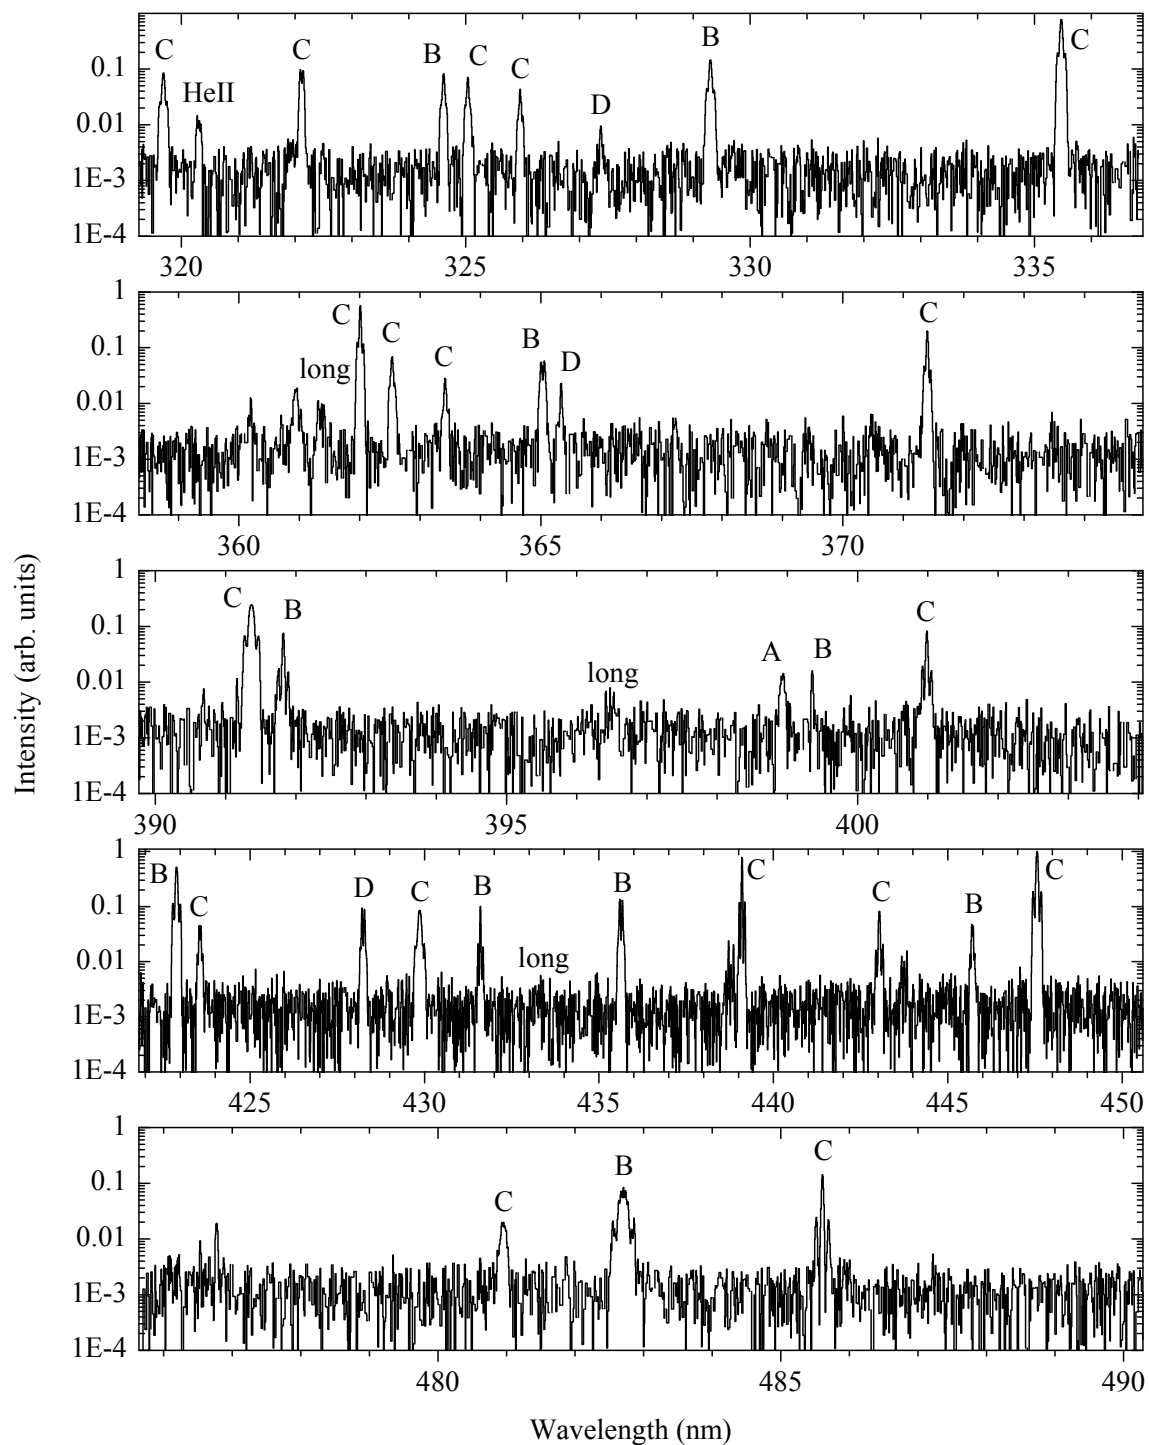 C
HeII
C
B
C
C
D
B
C
0.1
0.01
1E-3
1E-4
320 325 330 335
1
0.1
0.01
1E-3
1E-4
long
C
C
C
B
D
C
360 365 370
1
0.1
0.01
1E-3
1E-4
C
B
long
A
B
C
390 395 400
1
0.1
0.01
1E-3
1E-4
B
C
D
C
B
long
B
C
C
B
C
425 430 435 440 445 450
1
0.1
0.01
1E-3
1E-4
C
B
C
480 485 490
Intensity (arb. units)
Wavelength (nm)